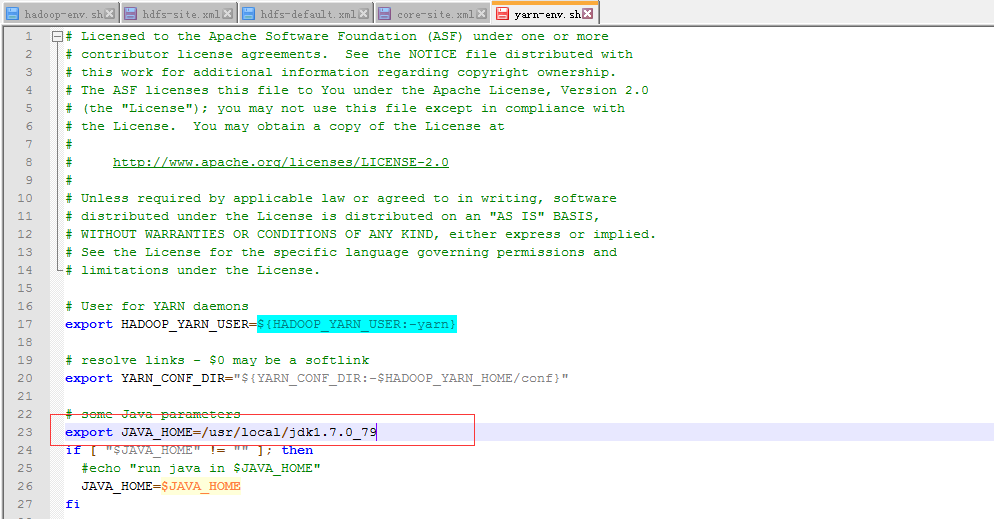 hadoop-env.sh hdfs-site.xml hdfs-default.xml core-site.xml yarn-env.sh
1 # Licensed to the Apache Software Foundation (ASF) under one or more
2 # contributor license agreements.  See the NOTICE file distributed with
3 # this work for additional information regarding copyright ownership.
4 # The ASF licenses this file to You under the Apache License, Version 2.0
5 # (the "License"); you may not use this file except in compliance with
6 # the License.  You may obtain a copy of the License at
7 #
8 #     http://www.apache.org/licenses/LICENSE-2.0
9 #
10 # Unless required by applicable law or agreed to in writing, software
11 # distributed under the License is distributed on an "AS IS" BASIS,
12 # WITHOUT WARRANTIES OR CONDITIONS OF ANY KIND, either express or implied.
13 # See the License for the specific language governing permissions and
14 # limitations under the License.
15
16 # User for YARN daemons
17 export HADOOP_YARN_USER=${HADOOP_YARN_USER:-yarn}
18
19 # resolve links - $0 may be a softlink
20 export YARN_CONF_DIR="${YARN_CONF_DIR:-$HADOOP_YARN_HOME/conf}"
21
22 # some Java parameters
23 export JAVA_HOME=/usr/local/jdk1.7.0_79
24 if [ "$JAVA_HOME" != "" ]; then
25   #echo "run java in $JAVA_HOME"
26   JAVA_HOME=$JAVA_HOME
27 fi